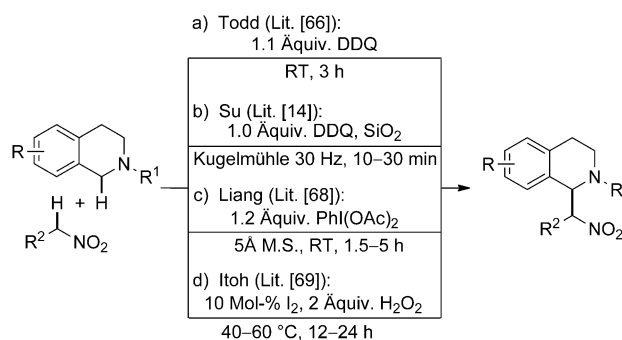 a) Todd (Lit. [66]):
1.1 Äquiv. DDQ
RT, 3 h
b) Su (Lit. [14]):
1.0 Äquiv. DDQ, SiO₂
Kugelmühle 30 Hz, 10–30 min
c) Liang (Lit. [68]):
1.2 Äquiv. PhI(OAc)₂
5Å M.S., RT, 1.5–5 h
d) Itoh (Lit. [69]):
10 Mol-% I₂, 2 Äquiv. H₂O₂
40–60 °C, 12–24 h
R
N
R¹
H
H +
R² NO₂
R
N
R
R² NO₂